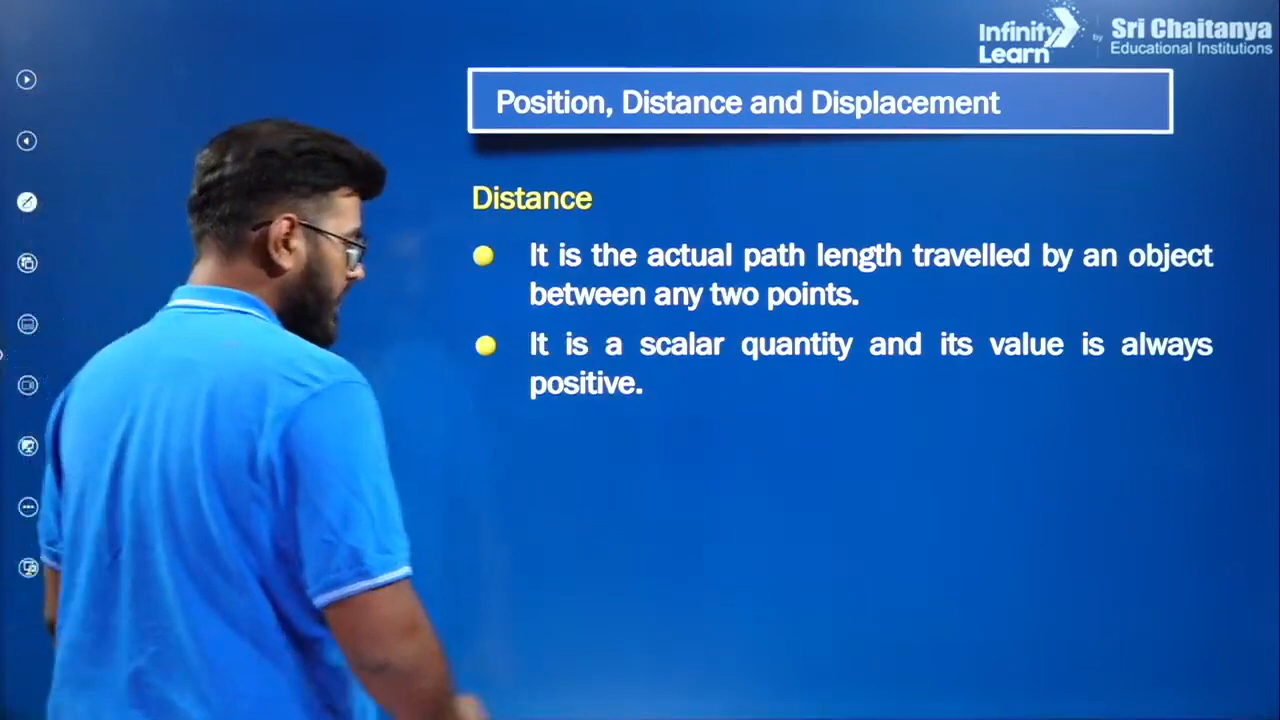 Infinity
Learn
by
Sri Chaitanya
Educational Institutions
Position, Distance and Displacement
Distance
It is the actual path length travelled by an object
between any two points.
It is a scalar quantity and its value is always
positive.